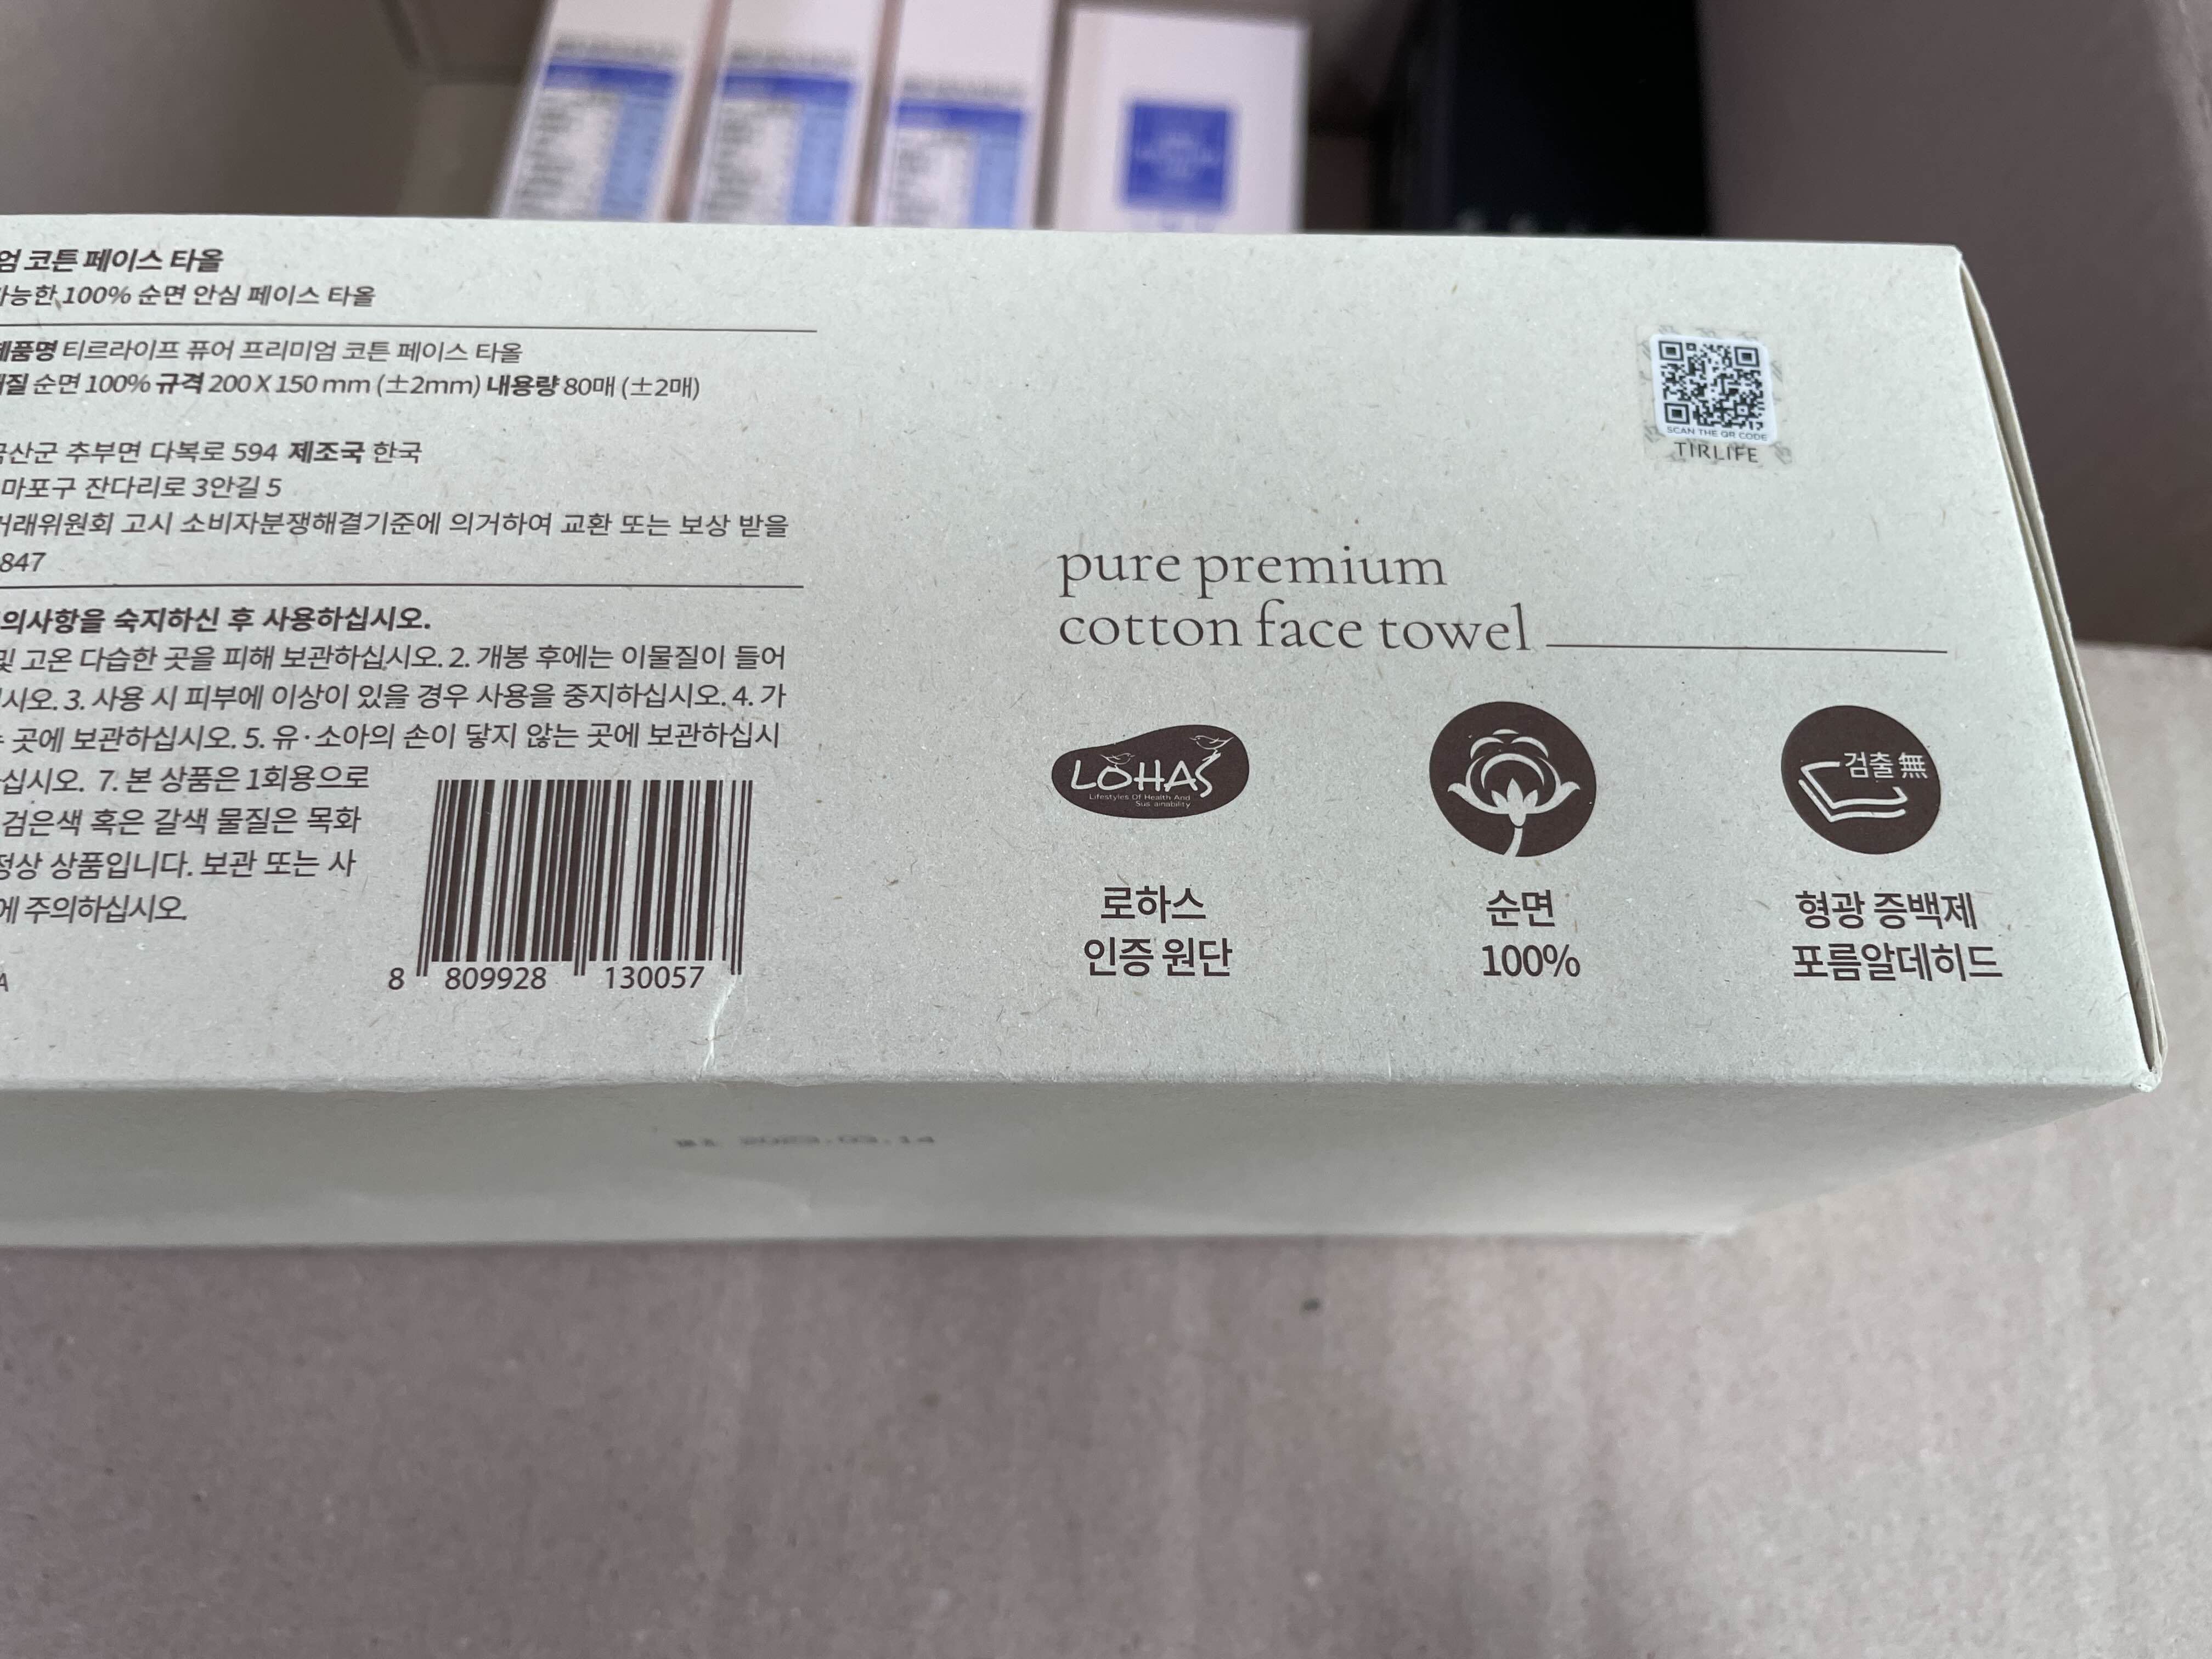 엄 코튼 페이스 타올
가능한 100% 순면 안심 페이스 타올
제품명 티르라이프 퓨어 프리미엄 코튼 페이스 타올
재질 순면 100% 규격 200 X 150 mm (±2mm) 내용량 80매 (±2매)
금산군 추부면 다복로 594 제조국 한국
마포구 잔다리로 3안길 5
거래위원회 고시 소비자분쟁해결기준에 의거하여 교환 또는 보상 받을
847
의사항을 숙지하신 후 사용하십시오.
및 고온 다습한 곳을 피해 보관하십시오. 2. 개봉 후에는 이물질이 들어
시오. 3. 사용 시 피부에 이상이 있을 경우 사용을 중지하십시오. 4. 가
곳에 보관하십시오. 5. 유·소아의 손이 닿지 않는 곳에 보관하십시
십시오. 7. 본 상품은 1회용으로
검은색 혹은 갈색 물질은 목화
정상 상품입니다. 보관 또는 사
에 주의하십시오.
A
8 809928 130057
SCAN THE QR CODE
TIRLIFE
pure premium
cotton face towel
LOHAS
Lifestyles Of Health And
Sustainability
검출 無
로하스
인증 원단
순면
100%
형광 증백제
포름알데히드